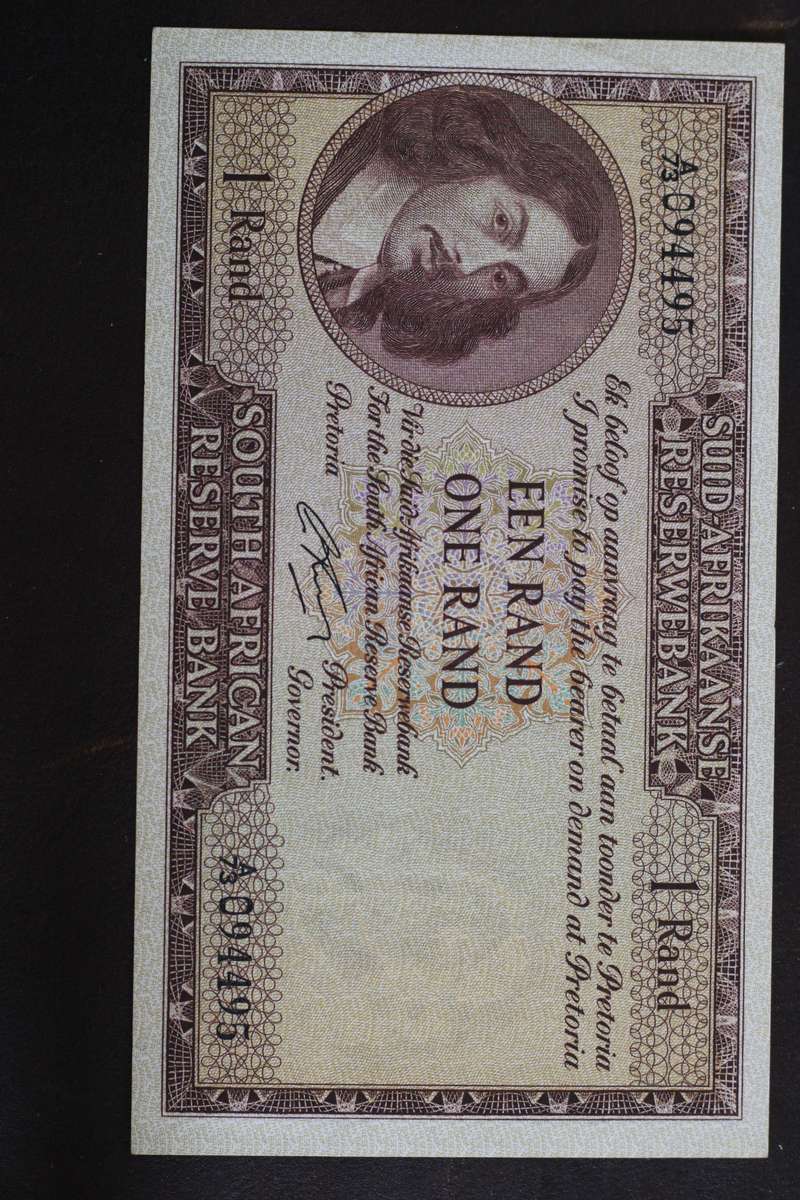 SUID-AFRIKAANSE
RESERWEBANK
A/73 094495
1 Rand
Ek beloof op aanvraag te betaal aan toonder te Pretoria
I promise to pay the bearer on demand at Pretoria
EEN RAND
ONE RAND
Vir die Suid-Afrikaanse Reserwebank
For the South African Reserve Bank
Pretoria
President.
Governor.
1 Rand
A/73 094495
SOUTH AFRICAN
RESERVE BANK